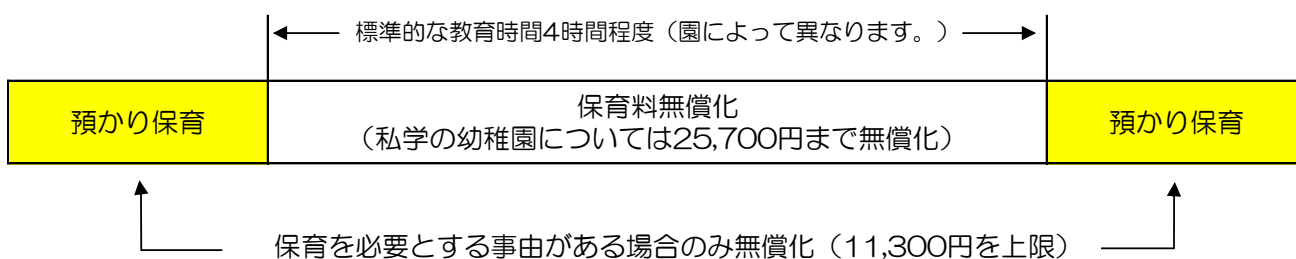 標準的な教育時間4時間程度（園によって異なります。）
預かり保育
保育料無償化
（私学の幼稚園については25,700円まで無償化）
預かり保育
保育を必要とする事由がある場合のみ無償化（11,300円を上限）